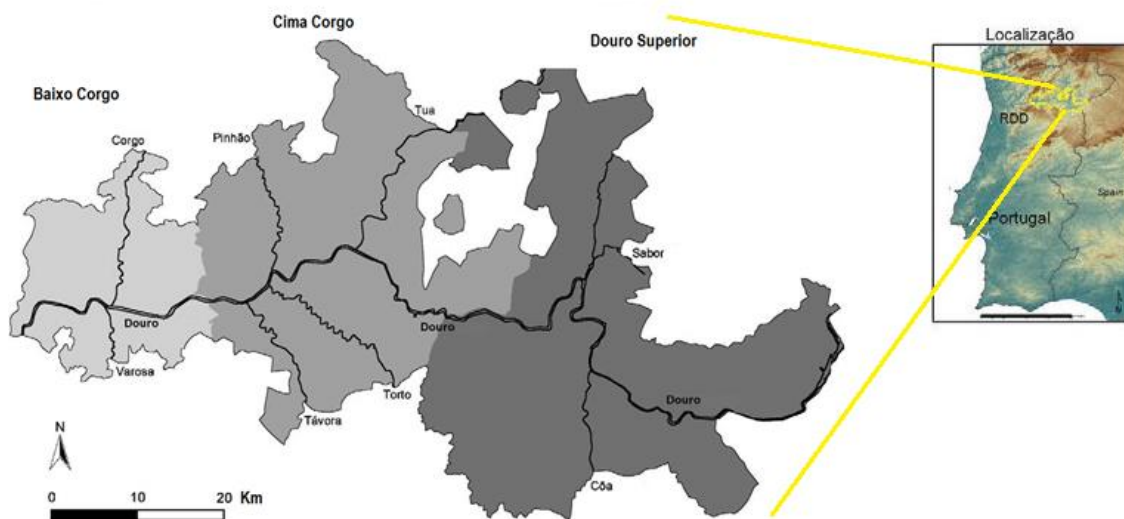 Cima Corgo
Douro Superior
Localização
Baixo Corgo
Tua
Corgo
Pinhão
RDD
Spain
Portugal
Sabor
Douro
Douro
Varosa
Torto
Douro
Távora
N
Côa
0 10 20 Km
N